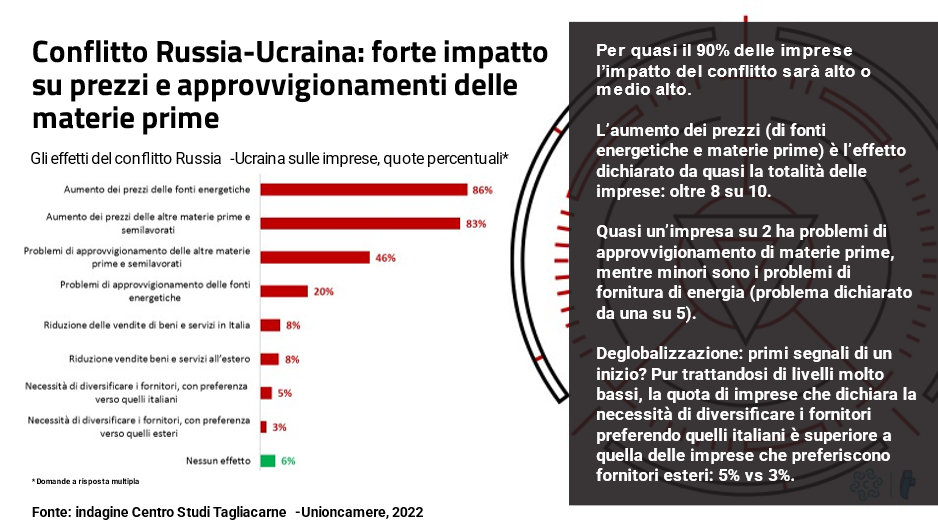 Conflitto Russia-Ucraina: forte impatto
su prezzi e approvvigionamenti delle
materie prime
Gli effetti del conflitto Russia -Ucraina sulle imprese, quote percentuali*
Aumento dei prezzi delle fonti energetiche
86%
Aumento dei prezzi delle altre materie prime e
semilavorati
83%
Problemi di approvvigionamento delle altre materie
prime e semilavorati
46%
Problemi di approvvigionamento delle fonti
energetiche
20%
Riduzione delle vendite di beni e servizi in Italia
8%
Riduzione vendite beni e servizi all'estero
8%
Necessità di diversificare i fornitori, con preferenza
verso quelli italiani
5%
Necessità di diversificare i fornitori, con preferenza
verso quelli esteri
3%
Nessun effetto
6%
*Domande a risposta multipla
Fonte: indagine Centro Studi Tagliacarne -Unioncamere, 2022
Per quasi il 90% delle imprese
l'impatto del conflitto sarà alto o
medio alto.
L'aumento dei prezzi (di fonti
energetiche e materie prime) è l'effetto
dichiarato da quasi la totalità delle
imprese: oltre 8 su 10.
Quasi un'impresa su 2 ha problemi di
approvvigionamento di materie prime,
mentre minori sono i problemi di
fornitura di energia (problema dichiarato
da una su 5).
Deglobalizzazione: primi segnali di un
inizio? Pur trattandosi di livelli molto
bassi, la quota di imprese che dichiara la
necessità di diversificare i fornitori
preferendo quelli italiani è superiore a
quella delle imprese che preferiscono
fornitori esteri: 5% vs 3%.